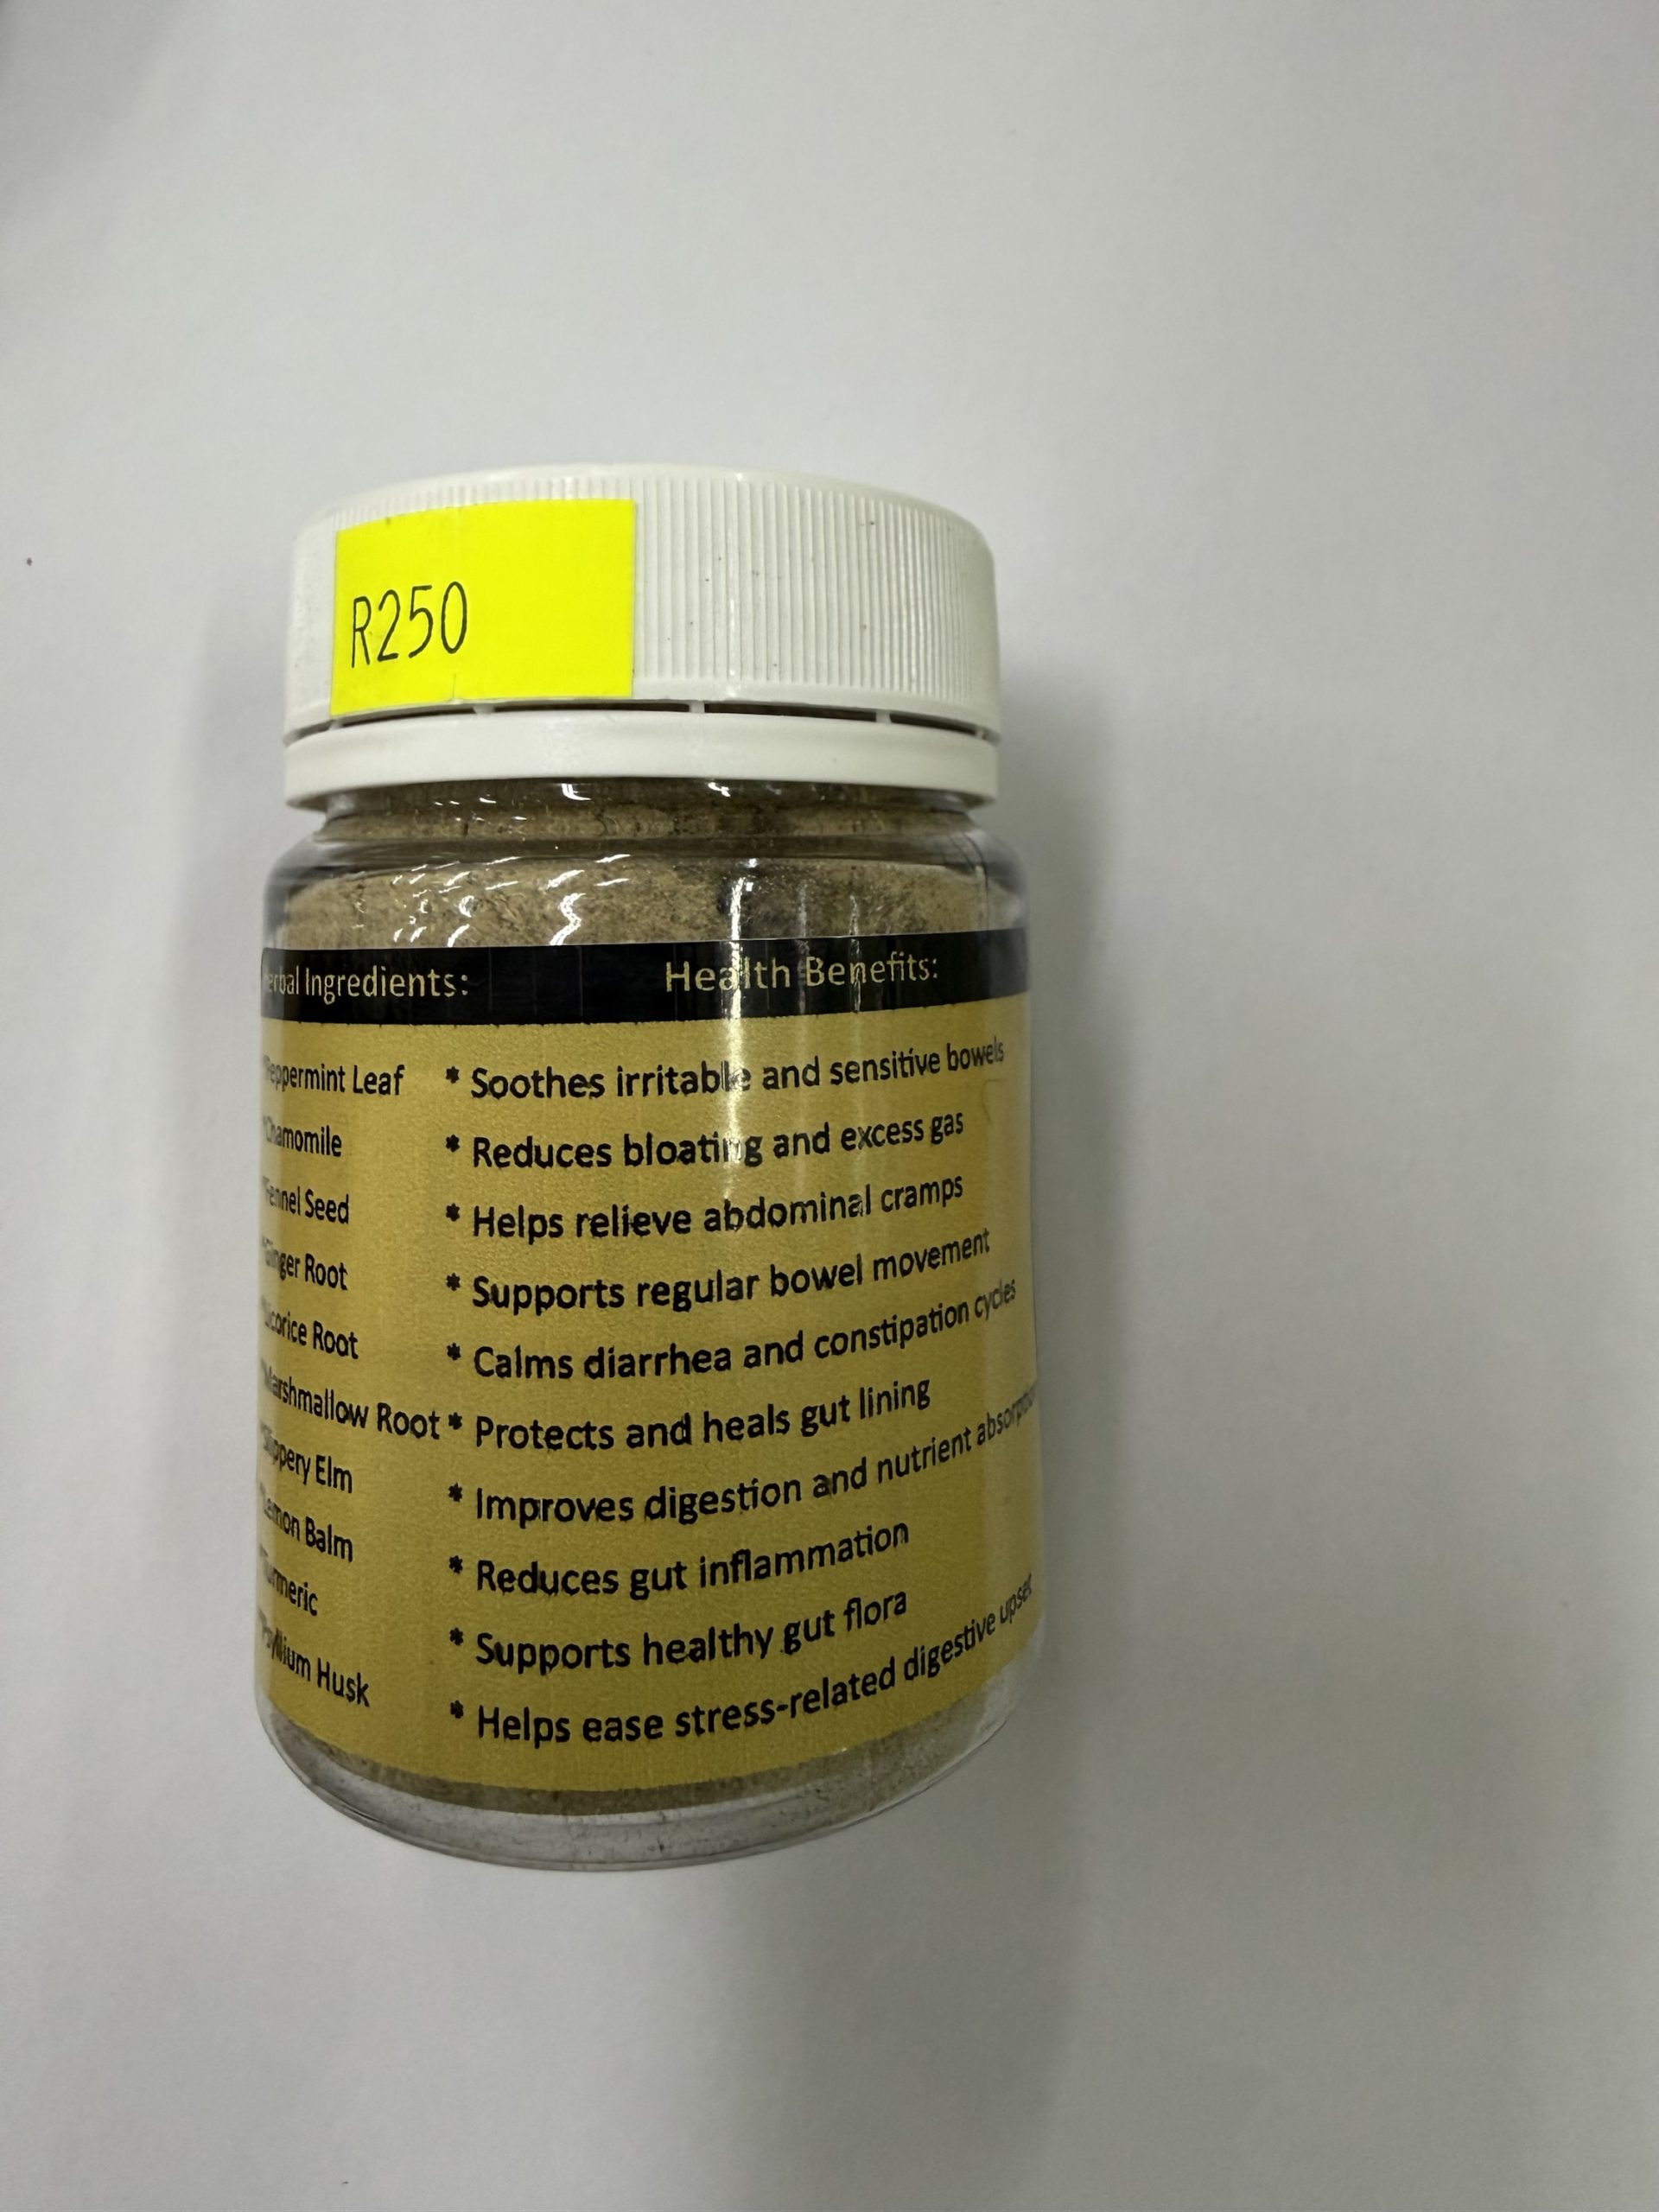 R250
Herbal Ingredients:
*Peppermint Leaf
*Chamomile
*Fennel Seed
*Ginger Root
*Licorice Root
*Marshmallow Root
*Slippery Elm
*Lemon Balm
*Turmeric
*Psyllium Husk
Health Benefits:
* Soothes irritable and sensitive bowels
* Reduces bloating and excess gas
* Helps relieve abdominal cramps
* Supports regular bowel movement
* Calms diarrhea and constipation cycles
* Protects and heals gut lining
* Improves digestion and nutrient absorption
* Reduces gut inflammation
* Supports healthy gut flora
* Helps ease stress-related digestive upset